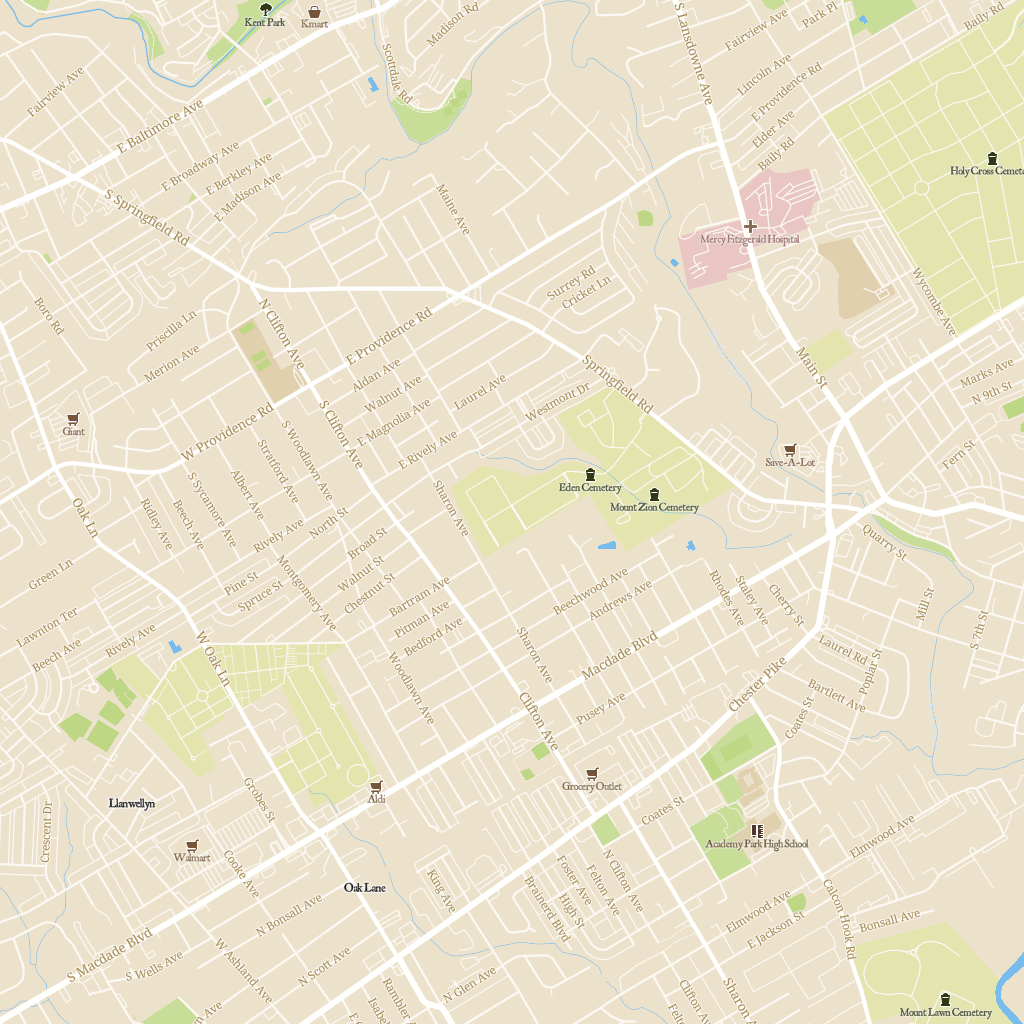 Kent Park
Kmart
Madison Rd
Scottdale Rd
S Lansdowne Ave
Fairview Ave
Park Pl
Baily Rd
Fairview Ave
Lincoln Ave
E Providence Rd
Elder Ave
Baily Rd
E Baltimore Ave
E Broadway Ave
E Berkley Ave
E Madison Ave
S Springfield Rd
Maine Ave
Mercy Fitzgerald Hospital
Surrey Rd
Cricket Ln
Wycombe Ave
Boro Rd
Priscilla Ln
Merion Ave
N Clifton Ave
E Providence Rd
Aldan Ave
Walnut Ave
E Magnolia Ave
Laurel Ave
Westmont Dr
Springfield Rd
Main St
Marks Ave
N 9th St
Giant
W Providence Rd
S Clifton Ave
E Rively Ave
Save-A-Lot
Fern St
S Woodlawn Ave
Stratford Ave
Albert Ave
S Sycamore Ave
Beech Ave
Ridley Ave
Oak Ln
Sharon Ave
Eden Cemetery
Mount Zion Cemetery
Rively Ave
North St
Broad St
Walnut St
Chestnut St
Pine St
Spruce St
Montgomery Ave
Green Ln
Quarry St
Mill St
S 7th St
Bartram Ave
Pitman Ave
Bedford Ave
Beechwood Ave
Andrews Ave
Rhodes Ave
Staley Ave
Cherry St
Laurel Rd
Poplar St
Bartlett Ave
Lawnton Ter
Beech Ave
Rively Ave
W Oak Ln
Woodlawn Ave
Sharon Ave
Macdade Blvd
Chester Pike
Clifton Ave
Pusey Ave
Coates St
Grocery Outlet
Coates St
Academy Park High School
Elmwood Ave
Llanwellyn
Aldi
Grobes St
Crescent Dr
Walmart
Cooke Ave
Oak Lane
King Ave
Foster Ave
Felton Ave
High St
Brainerd Blvd
N Clifton Ave
Elmwood Ave
E Jackson St
Calcon Hook Rd
Bonsall Ave
N Bonsall Ave
S Macdade Blvd
S Wells Ave
W Ashland Ave
N Scott Ave
N Glen Ave
Rambler
Mount Lawn Cemetery